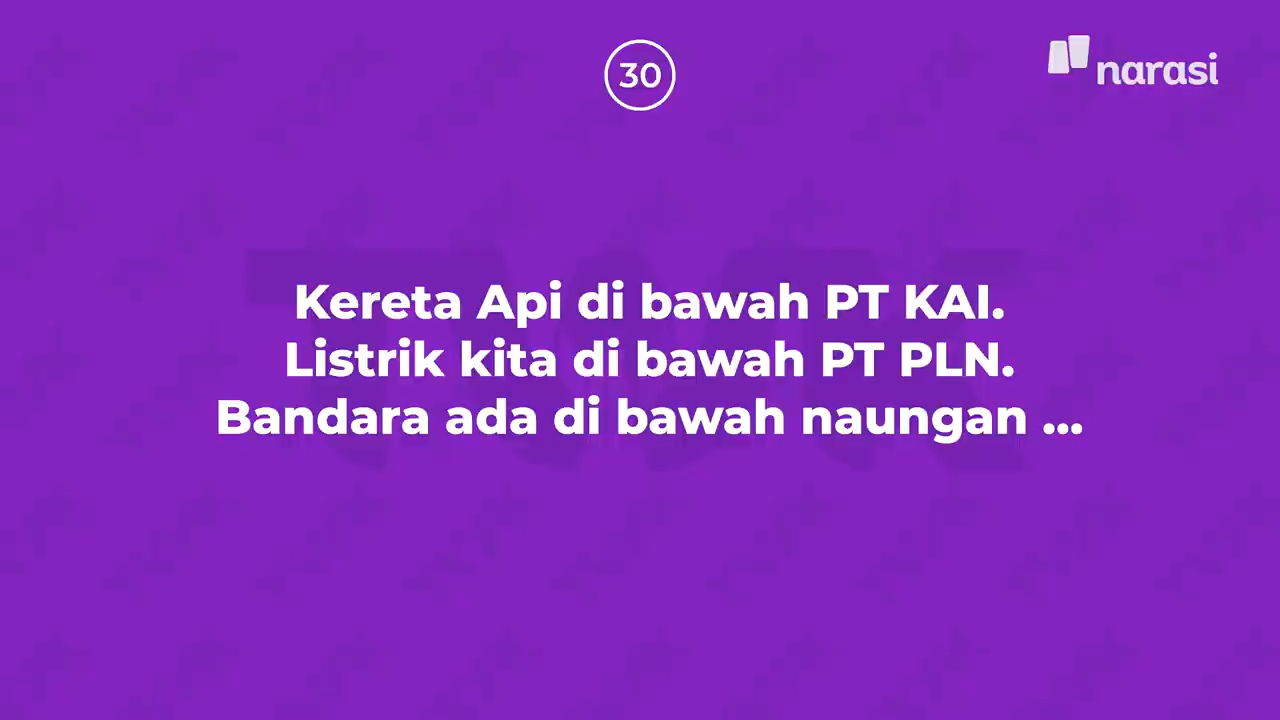 30
narasi
Kereta Api di bawah PT KAI.
Listrik kita di bawah PT PLN.
Bandara ada di bawah naungan ...